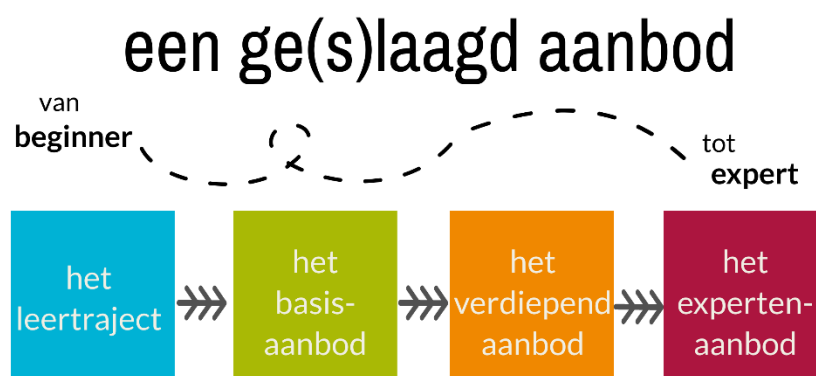 een ge(s)laagd aanbod
van
beginner
tot
expert
het
leertraject
het
basis-
aanbod
het
verdiepend
aanbod
het
experten-
aanbod